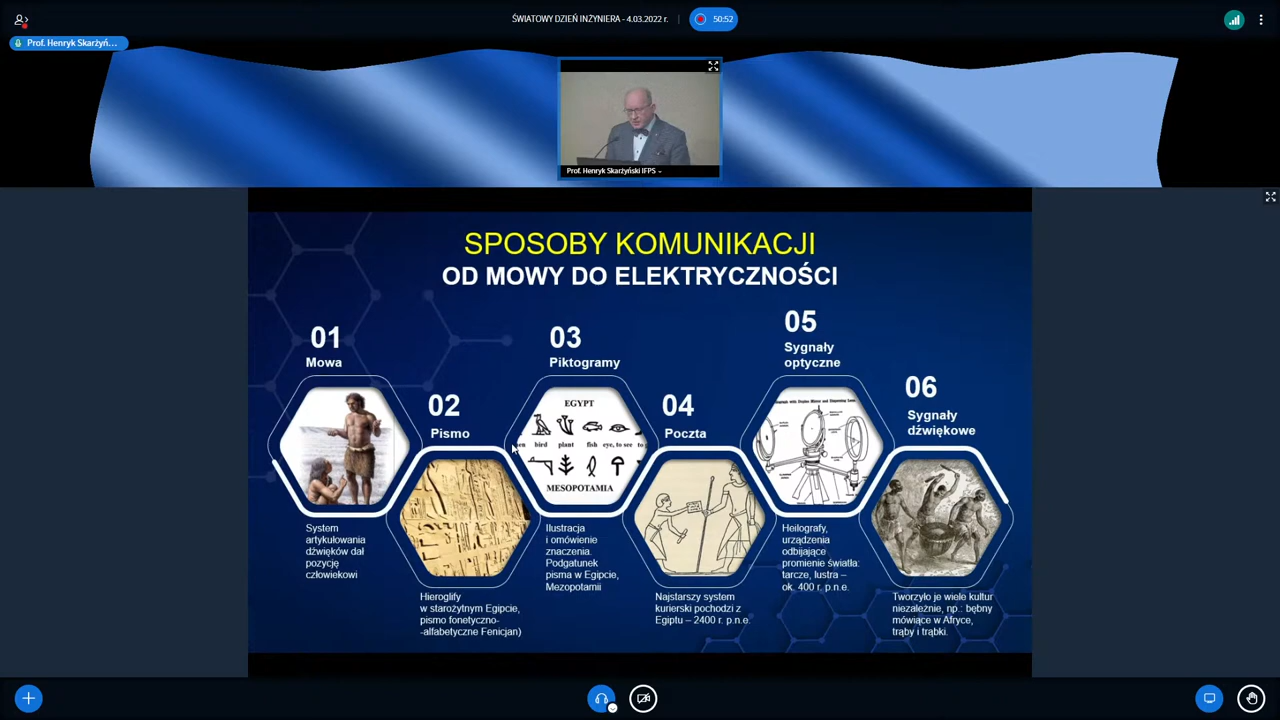 ŚWIATOWY DZIEŃ INŻYNIERA - 4.03.2022 r.
50:52
Prof. Henryk Skarżyń...
Prof. Henryk Skarżyński IFPS
SPOSOBY KOMUNIKACJI
OD MOWY DO ELEKTRYCZNOŚCI
01
Mowa
System
artykułowania
dźwięków dał
pozycję
człowiekowi
02
Pismo
Hieroglify
w starożytnym Egipcie,
pismo fonetyczno-
-alfabetyczne Fenicjan)
03
Piktogramy
EGYPT
bird plant fish eye, to see
MESOPOTAMIA
Ilustracja
i omówienie
znaczenia.
Podgatunek
pisma w Egipcie,
Mezopotamii
04
Poczta
Najstarszy system
kurierski pochodzi z
Egiptu – 2400 r. p.n.e.
05
Sygnały
optyczne
Heilografy,
urządzenia
odbijające
promienie światła:
tarcze, lustra –
ok. 400 r. p.n.e.
06
Sygnały
dźwiękowe
Tworzyło je wiele kultur
niezależnie, np.: bębny
mówiące w Afryce,
trąby i trąbki.